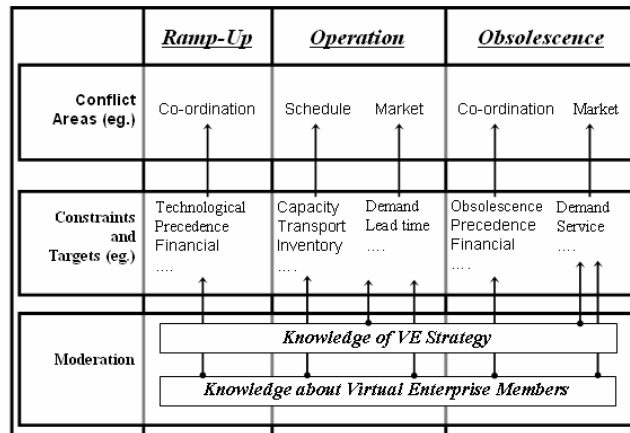 Ramp-Up Operation Obsolescence
Conflict
Areas (eg.)
Co-ordination Schedule Market Co-ordination Market
Constraints
and
Targets (eg.)
Technological
Precedence
Financial
....
Capacity
Transport
Inventory
....
Demand
Lead time
....
Obsolescence
Precedence
Financial
....
Demand
Service
....
Moderation
Knowledge of VE Strategy
Knowledge about Virtual Enterprise Members